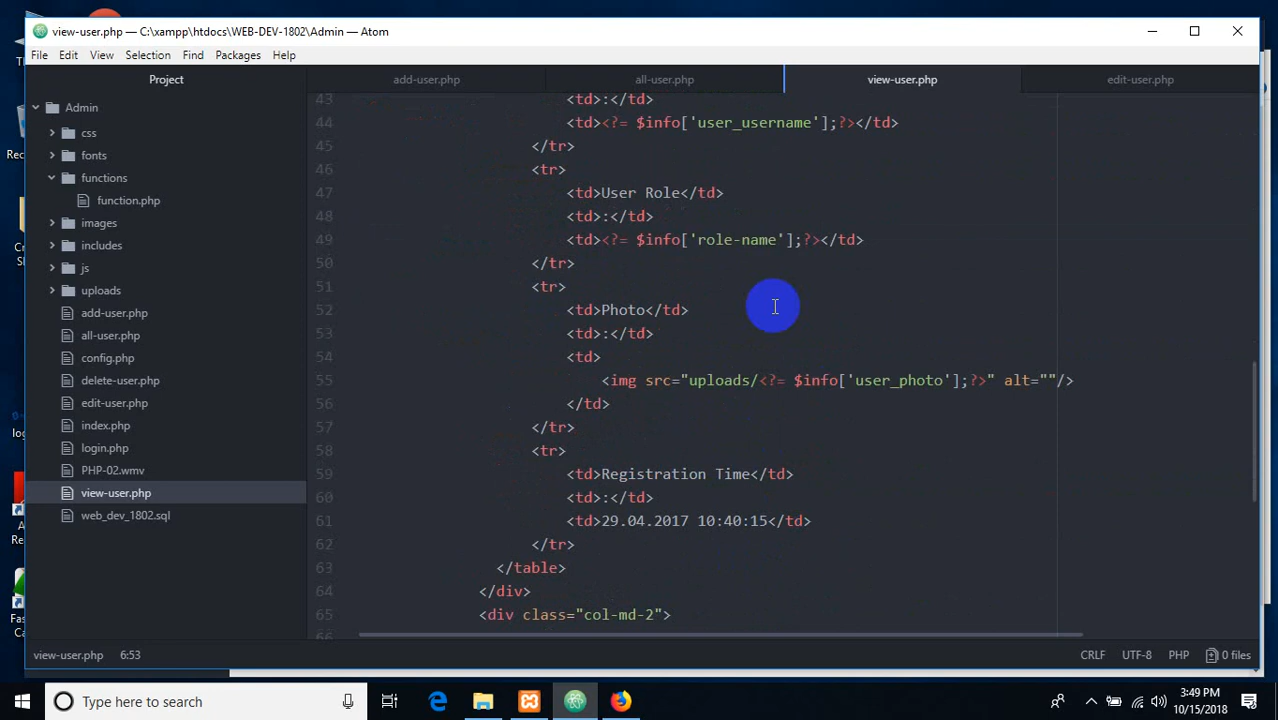 view-user.php — C:\xampp\htdocs\WEB-DEV-1802\Admin — Atom
File Edit View Selection Find Packages Help
Project
add-user.php
all-user.php
view-user.php
edit-user.php
Admin
css
fonts
functions
function.php
images
includes
js
uploads
add-user.php
all-user.php
config.php
delete-user.php
edit-user.php
index.php
login.php
PHP-02.wmv
view-user.php
web_dev_1802.sql
43 <td>:</td>
44 <td><?= $info['user_username'];?></td>
45 </tr>
46 <tr>
47 <td>User Role</td>
48 <td>:</td>
49 <td><?= $info['role-name'];?></td>
50 </tr>
51 <tr>
52 <td>Photo</td>
53 <td>:</td>
54 <td>
55 <img src="uploads/<?= $info['user_photo'];?>" alt=""/>
56 </td>
57 </tr>
58 <tr>
59 <td>Registration Time</td>
60 <td>:</td>
61 <td>29.04.2017 10:40:15</td>
62 </tr>
63 </table>
64 </div>
65 <div class="col-md-2">
66
view-user.php 6:53
CRLF UTF-8 PHP 0 files
Type here to search
3:49 PM
10/15/2018